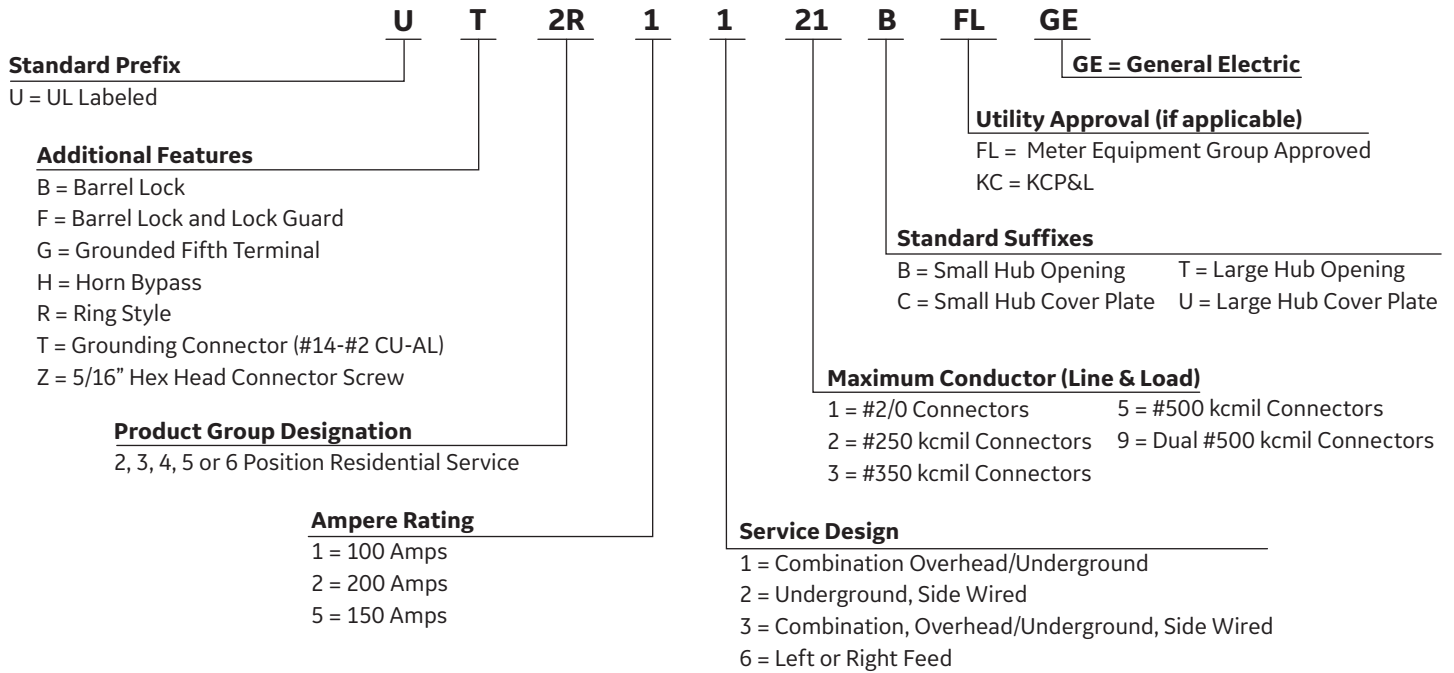 U T 2R 1 1 21 B FL GE
Standard Prefix
U = UL Labeled
GE = General Electric
Utility Approval (if applicable)
FL = Meter Equipment Group Approved
KC = KCP&L
Additional Features
B = Barrel Lock
F = Barrel Lock and Lock Guard
G = Grounded Fifth Terminal
H = Horn Bypass
R = Ring Style
T = Grounding Connector (#14-#2 CU-AL)
Z = 5/16” Hex Head Connector Screw
Standard Suffixes
B = Small Hub Opening T = Large Hub Opening
C = Small Hub Cover Plate U = Large Hub Cover Plate
Maximum Conductor (Line & Load)
1 = #2/0 Connectors 5 = #500 kcmil Connectors
2 = #250 kcmil Connectors 9 = Dual #500 kcmil Connectors
3 = #350 kcmil Connectors
Product Group Designation
2, 3, 4, 5 or 6 Position Residential Service
Ampere Rating
1 = 100 Amps
2 = 200 Amps
5 = 150 Amps
Service Design
1 = Combination Overhead/Underground
2 = Underground, Side Wired
3 = Combination, Overhead/Underground, Side Wired
6 = Left or Right Feed